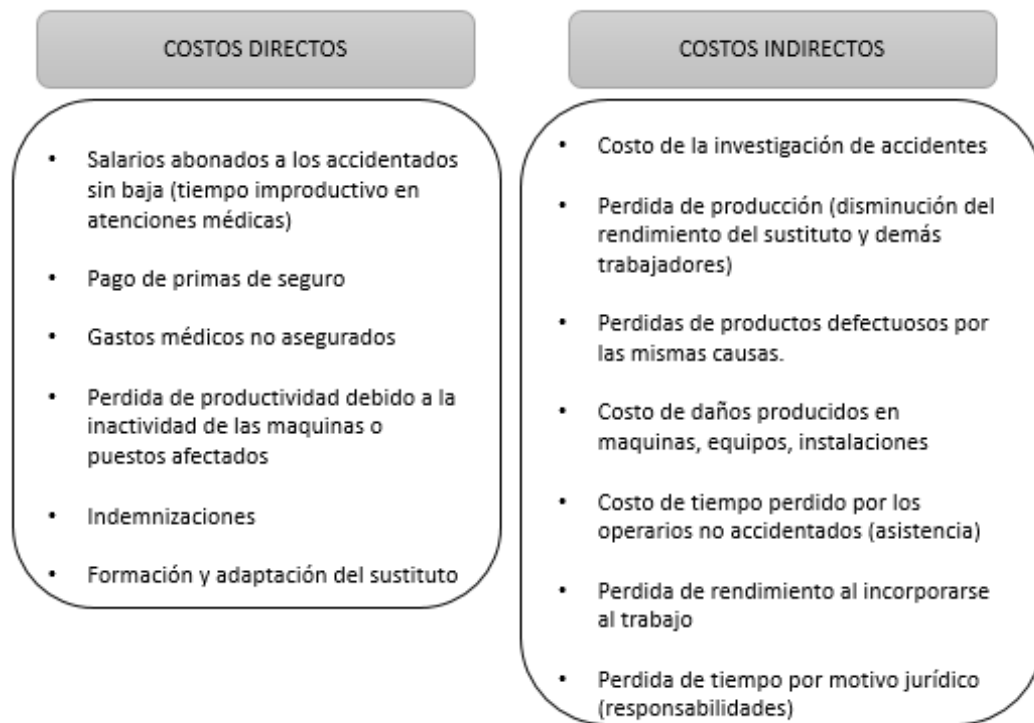 COSTOS DIRECTOS
• Salarios abonados a los accidentados
sin baja (tiempo improductivo en
atenciones médicas)
• Pago de primas de seguro
• Gastos médicos no asegurados
• Perdida de productividad debido a la
inactividad de las maquinas o
puestos afectados
• Indemnizaciones
• Formación y adaptación del sustituto
COSTOS INDIRECTOS
• Costo de la investigación de accidentes
• Perdida de producción (disminución del
rendimiento del sustituto y demás
trabajadores)
• Perdidas de productos defectuosos por
las mismas causas.
• Costo de daños producidos en
maquinas, equipos, instalaciones
• Costo de tiempo perdido por los
operarios no accidentados (asistencia)
• Perdida de rendimiento al incorporarse
al trabajo
• Perdida de tiempo por motivo jurídico
(responsabilidades)